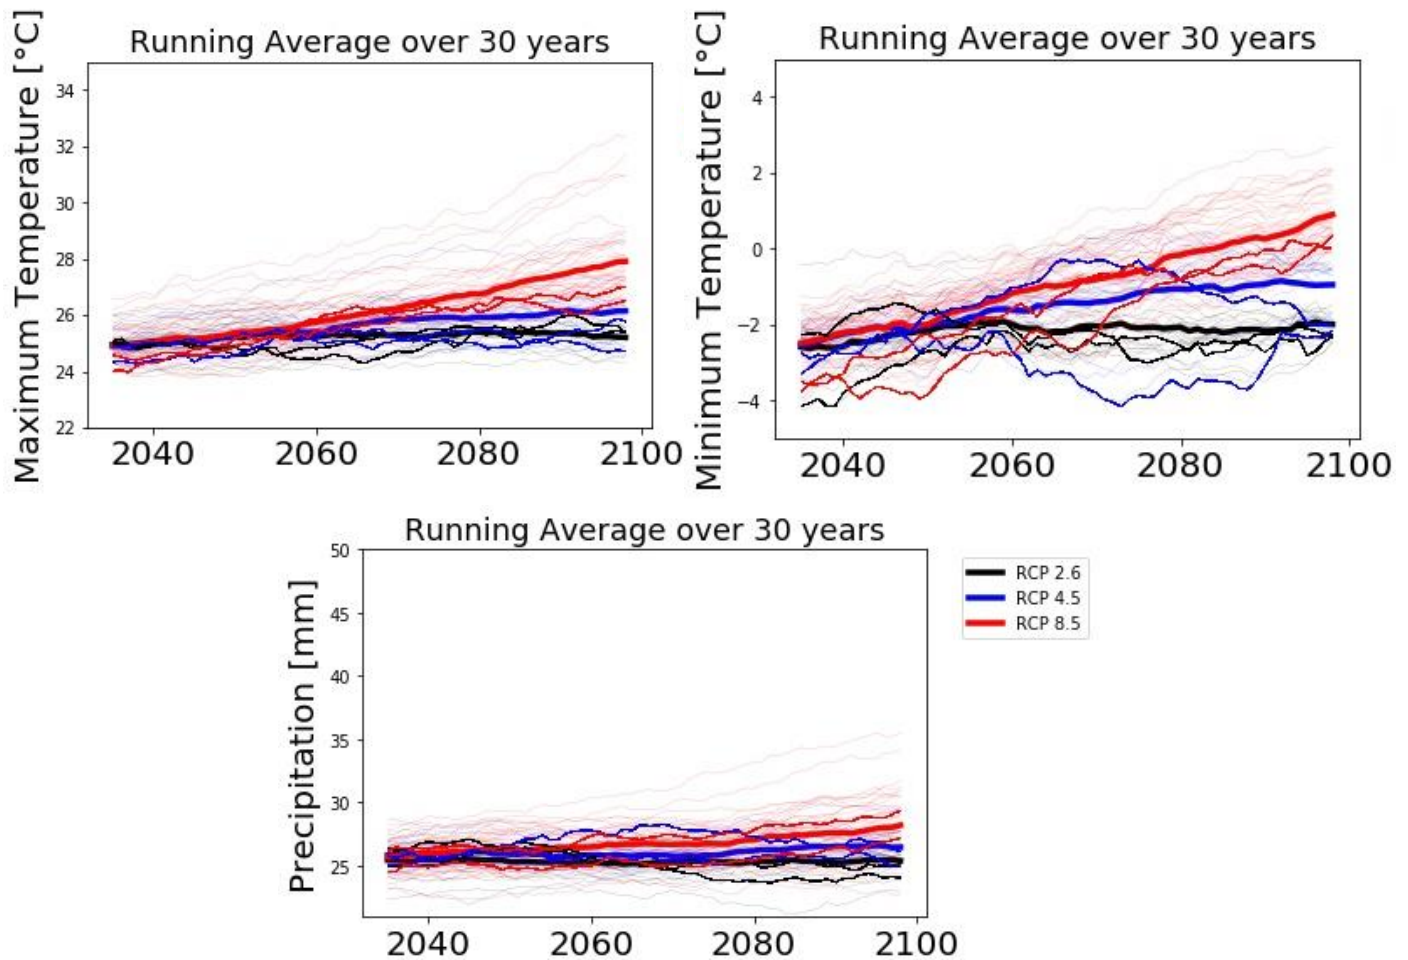 Running Average over 30 years
Maximum Temperature [°C]
34
32
30
28
26
24
22
2040 2060 2080 2100
Running Average over 30 years
Minimum Temperature [°C]
4
2
0
−2
−4
2040 2060 2080 2100
Running Average over 30 years
Precipitation [mm]
50
45
40
35
30
25
2040 2060 2080 2100
RCP 2.6
RCP 4.5
RCP 8.5